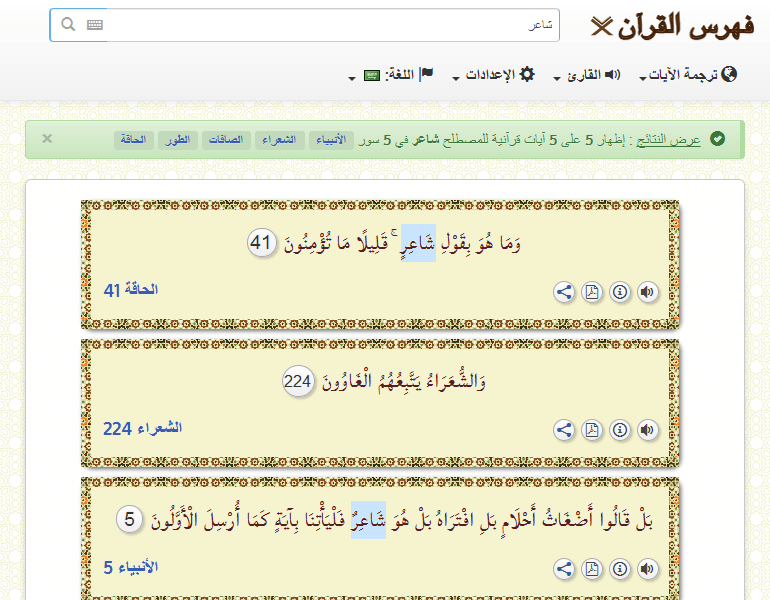 فهرس القرآن
شاعر
ترجمة الآيات القارئ الإعدادات اللغة:
عرض النتائج : إظهار 5 على 5 آيات قرآنية للمصطلح شاعر في 5 سور الأنبياء الشعراء الصافات الطور الحاقة ×
وَمَا هُوَ بِقَوْلِ شَاعِرٍ ۚ قَلِيلًا مَا تُؤْمِنُونَ 41
الحاقة 41
وَالشُّعَرَاءُ يَتَّبِعُهُمُ الْغَاوُونَ 224
الشعراء 224
بَلْ قَالُوا أَضْغَاثُ أَحْلَامٍ بَلِ افْتَرَاهُ بَلْ هُوَ شَاعِرٌ فَلْيَأْتِنَا بِآيَةٍ كَمَا أُرْسِلَ الْأَوَّلُونَ 5
الأنبياء 5